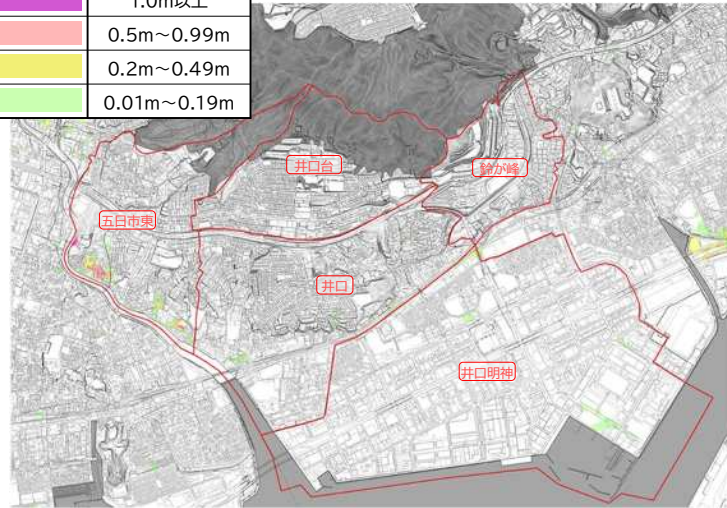 1.0m以上
0.5m～0.99m
0.2m～0.49m
0.01m～0.19m
井口台
鈴が峰
五日市東
井口
井口明神